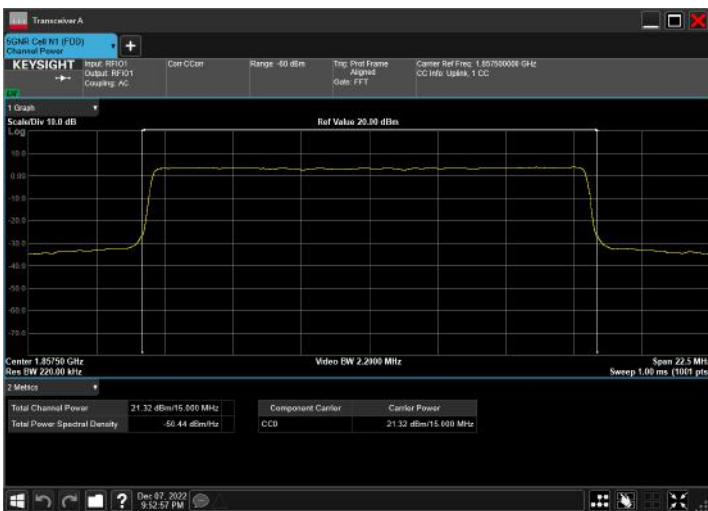 Transceiver A
5GNR Cell N1 (FDD)
Channel Power
KEYSIGHT
Input: RFIO1
Output: RFIO1
Coupling: AC
Corr CCorr
Range -60 dBm
Trig: Prot Frame
Aligned
Gate: FFT
Carrier Ref Freq: 1.857500000 GHz
CC Info: Uplink, 1 CC
1 Graph
Scale/Div 10.0 dB
Ref Value 20.00 dBm
Log
10.0
0.00
-10.0
-20.0
-30.0
-40.0
-50.0
-60.0
-70.0
Center 1.85750 GHz
Video BW 2.2000 MHz
Span 22.5 MHz
Res BW 220.00 kHz
Sweep 1.00 ms (1001 pts
2 Metrics
Total Channel Power 21.32 dBm/15.000 MHz
Total Power Spectral Density -50.44 dBm/Hz
Component Carrier Carrier Power
CC0 21.32 dBm/15.000 MHz
Dec 07, 2022
9:52:57 PM